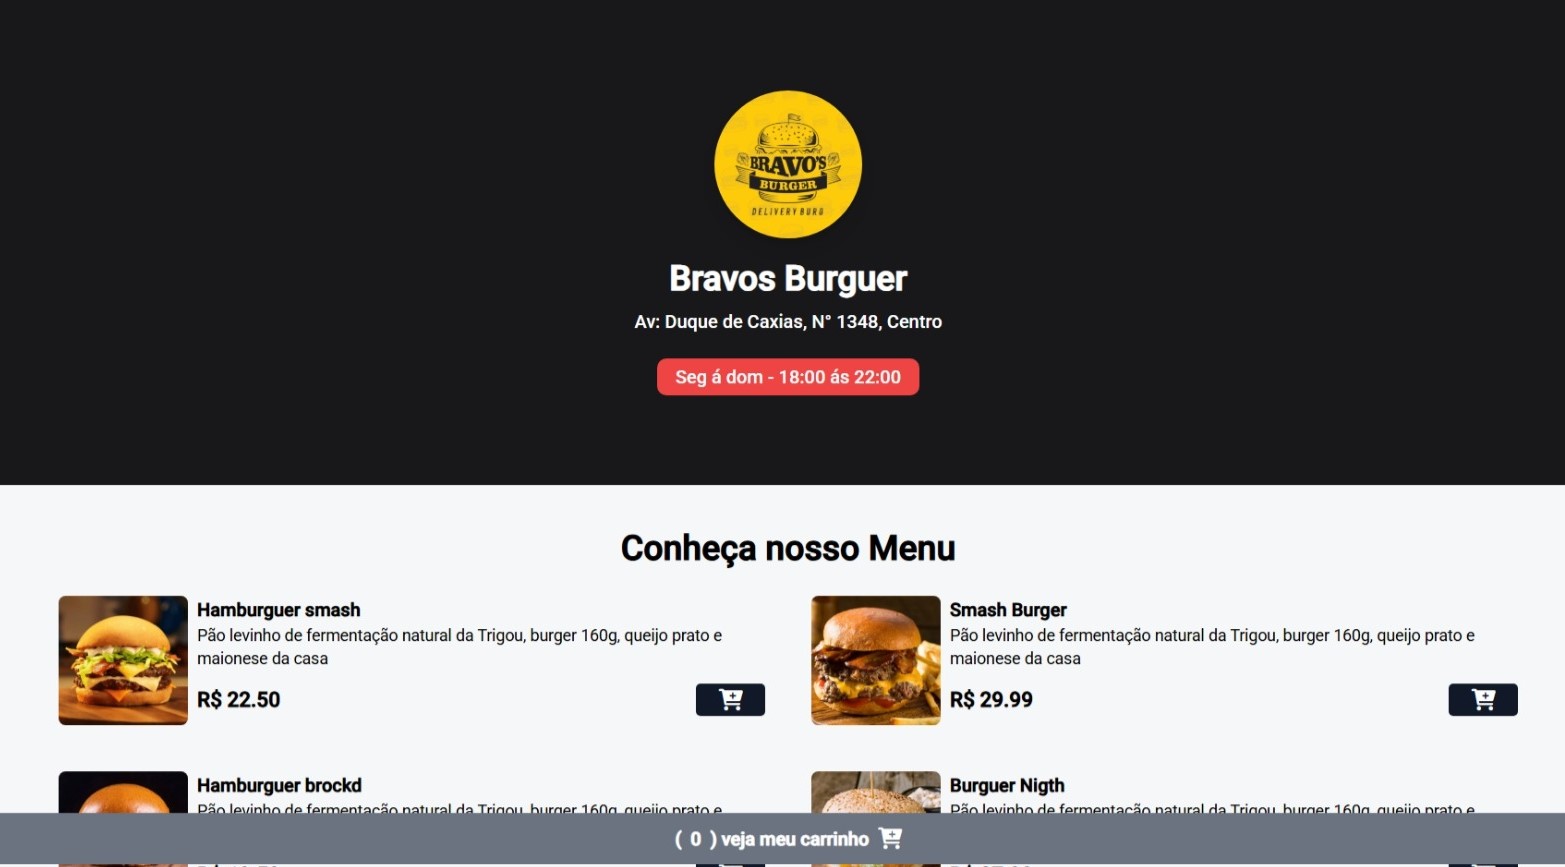 BRAVO'S
BURGER
DELIVERY BURG
Bravos Burguer
Av: Duque de Caxias, N° 1348, Centro
Seg á dom - 18:00 ás 22:00
Conheça nosso Menu
Hamburguer smash
Pão levinho de fermentação natural da Trigou, burger 160g, queijo prato e
maionese da casa
R$ 22.50
Smash Burger
Pão levinho de fermentação natural da Trigou, burger 160g, queijo prato e
maionese da casa
R$ 29.99
Hamburguer brockd
Pão levinho de fermentação natural da Trigou, burger 160g, queijo prato e
Burguer Nigth
Pão levinho de fermentação natural da Trigou, burger 160g, queijo prato e
( 0 ) veja meu carrinho